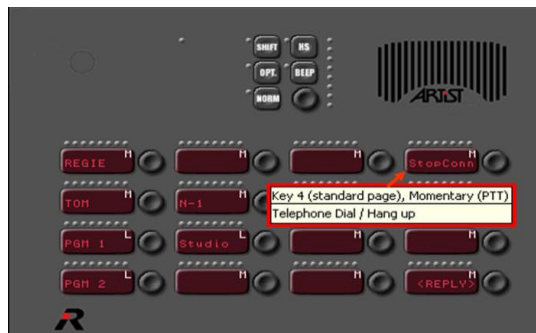 SHIFT HS
OPT. BEEP
NORM
ARTIST
REGIE M
M
M
StopConn M
TOM M
N-1 M
Key 4 (standard page), Momentary (PTT)
Telephone Dial / Hang up
PGM 1 L
Studio L
M
M
PGM 2 L
M
M
<REPLY> M
R